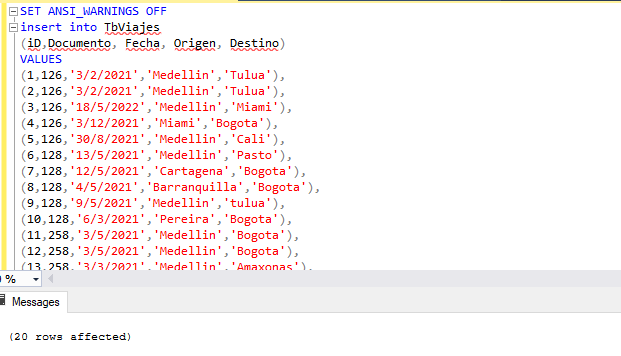 SET ANSI_WARNINGS OFF
insert into TbViajes
(iD,Documento, Fecha, Origen, Destino)
VALUES
(1,126,'3/2/2021','Medellin','Tulua'),
(2,126,'3/2/2021','Medellin','Tulua'),
(3,126,'18/5/2022','Medellin','Miami'),
(4,126,'3/12/2021','Miami','Bogota'),
(5,126,'30/8/2021','Medellin','Cali'),
(6,128,'13/5/2021','Medellin','Pasto'),
(7,128,'12/5/2021','Cartagena','Bogota'),
(8,128,'4/5/2021','Barranquilla','Bogota'),
(9,128,'9/5/2021','Medellin','tulua'),
(10,128,'6/3/2021','Pereira','Bogota'),
(11,258,'3/5/2021','Medellin','Bogota'),
(12,258,'3/5/2021','Medellin','Bogota'),
(13,258,'3/3/2021','Medellin','Amaxonas'),
%
Messages
(20 rows affected)